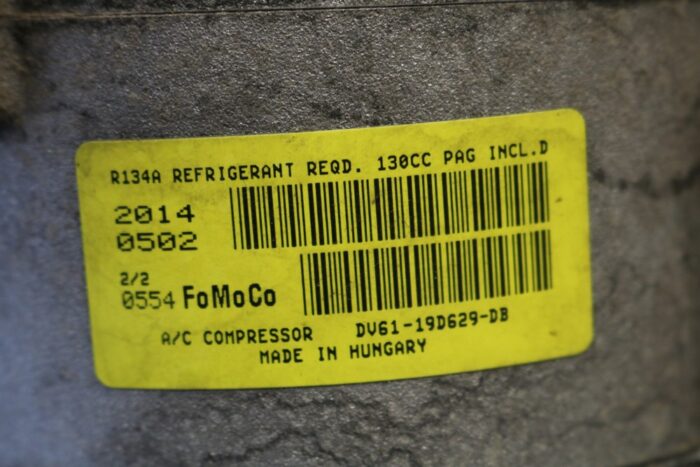 R134A REFRIGERANT REQD. 130CC PAG INCL.D
2014
0502
2/2
0554 FoMoCo
A/C COMPRESSOR DV61-19D629-DB
MADE IN HUNGARY